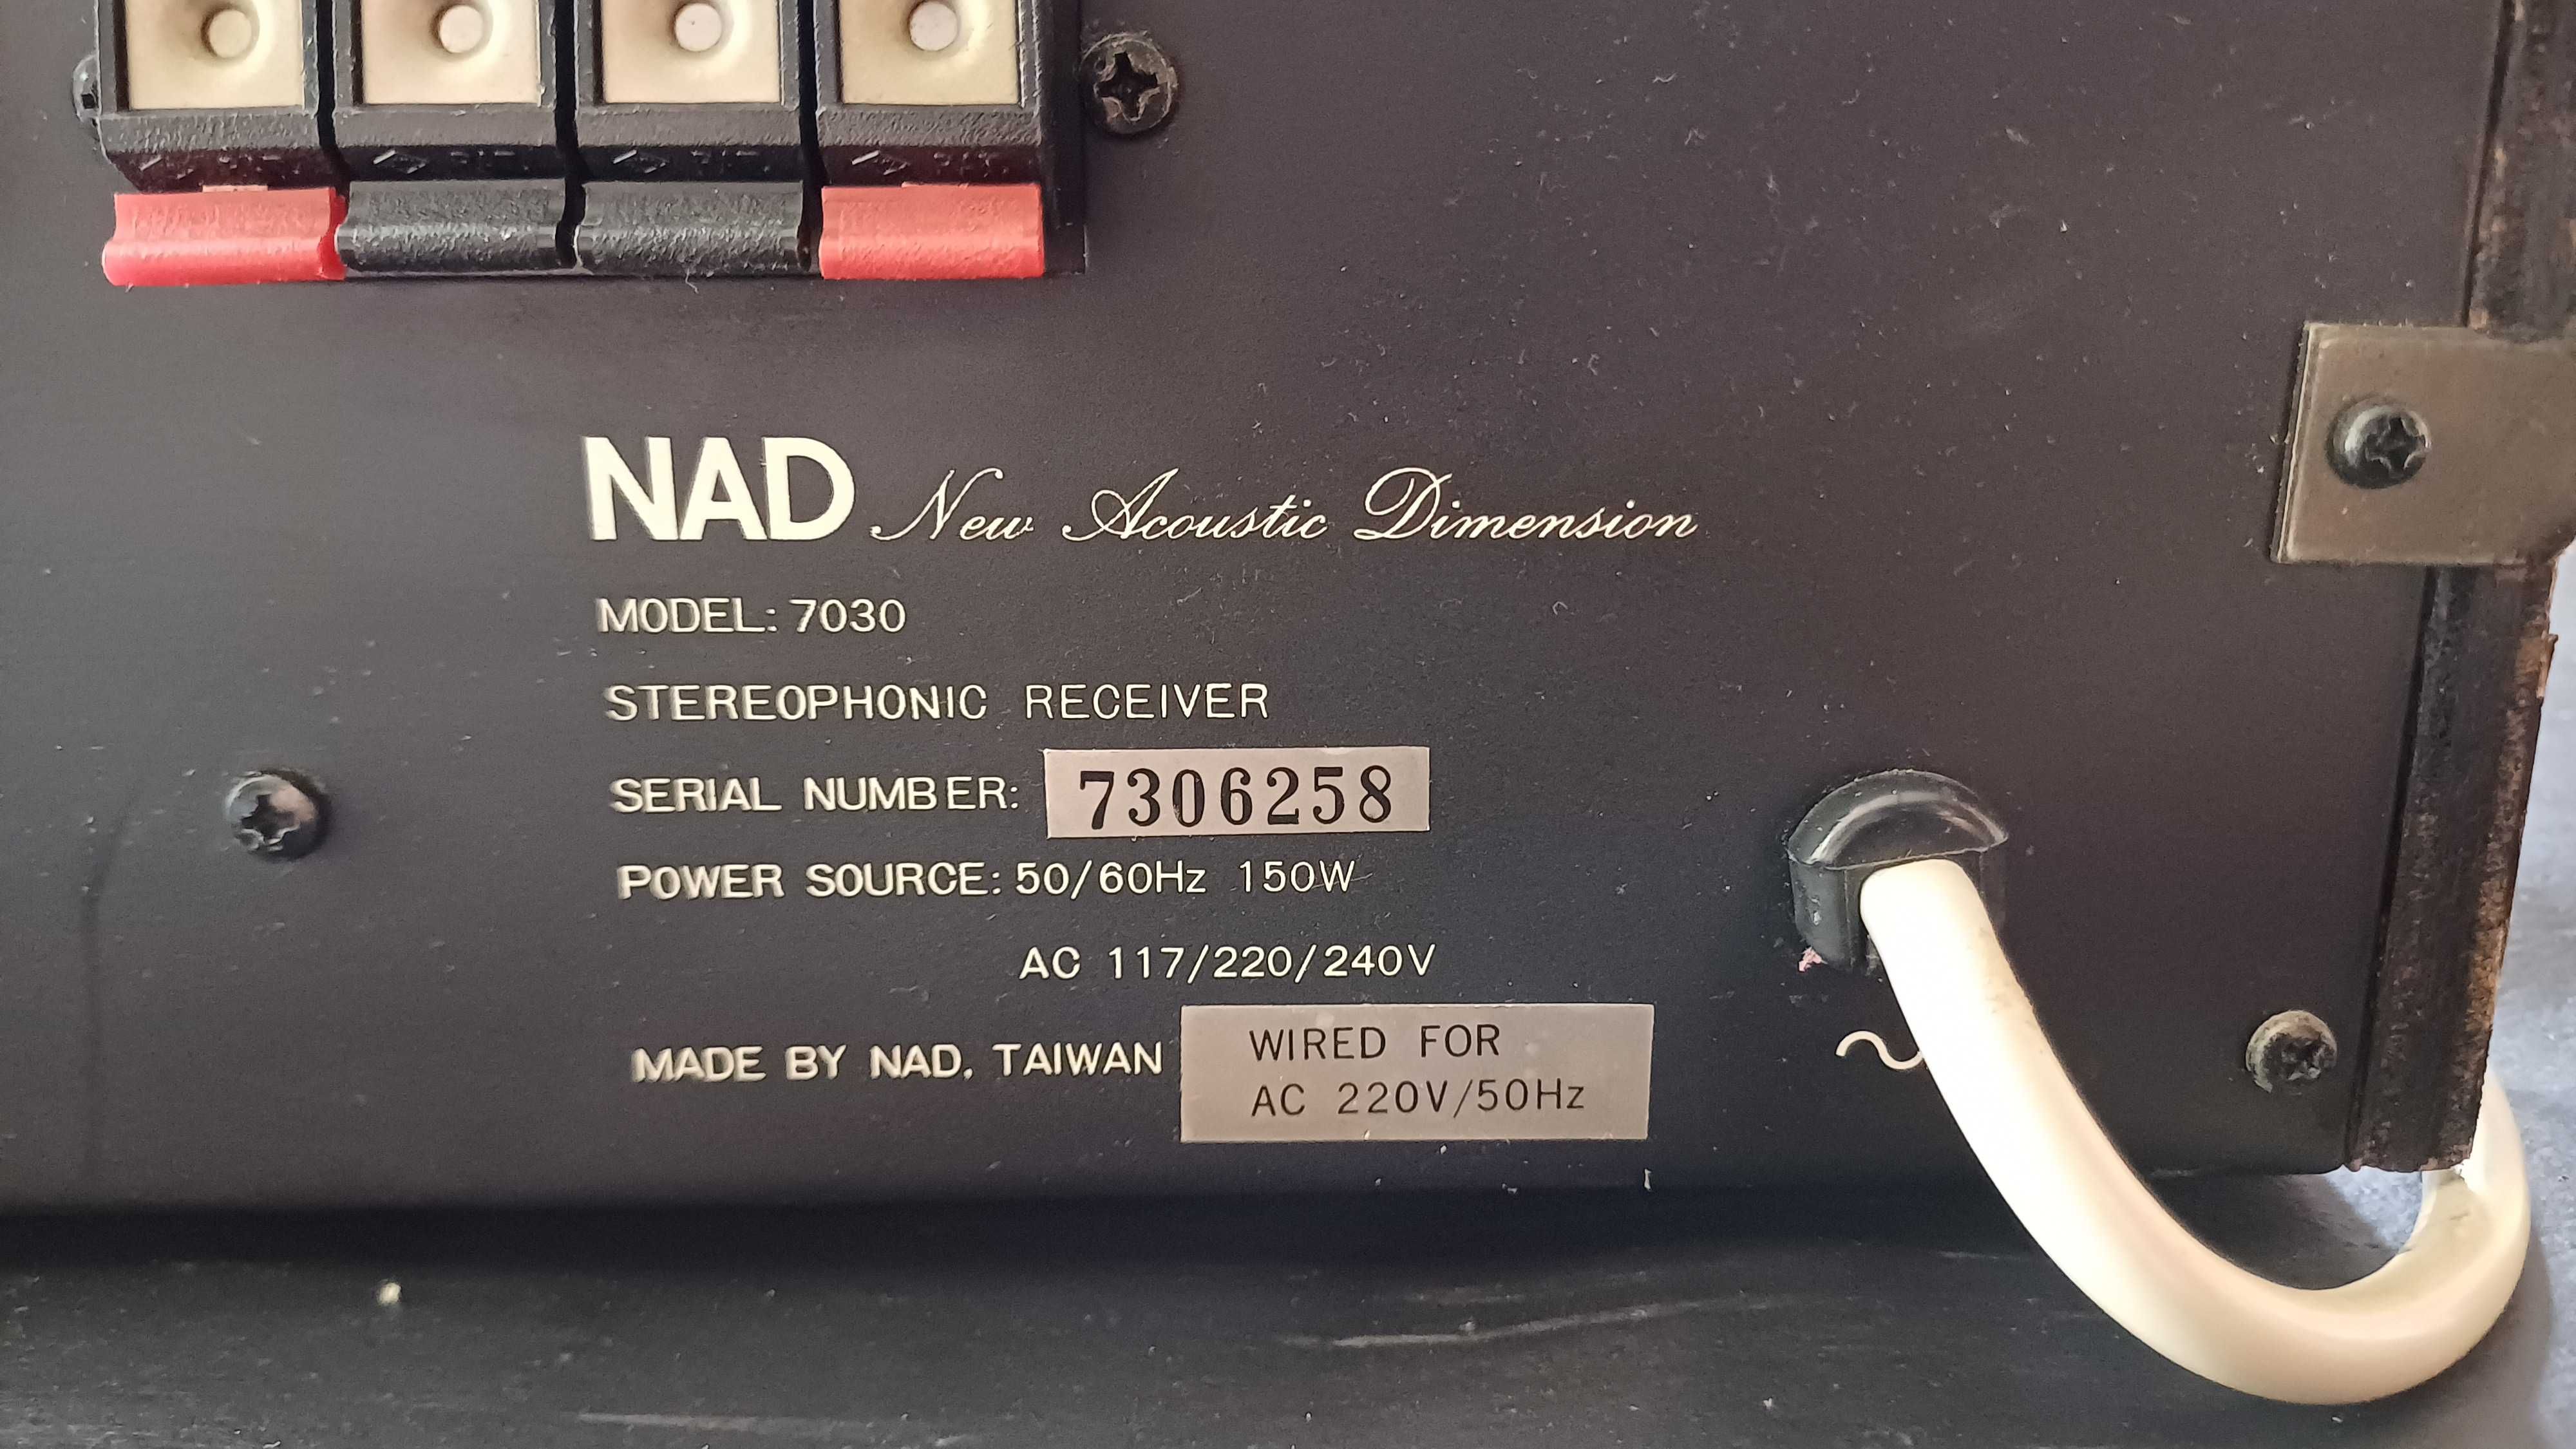 NAD New Acoustic Dimension
MODEL: 7030
STEREOPHONIC RECEIVER
SERIAL NUMBER: 7306258
POWER SOURCE: 50/60Hz 150W
AC 117/220/240V
MADE BY NAD, TAIWAN
WIRED FOR
AC 220V/50Hz
~